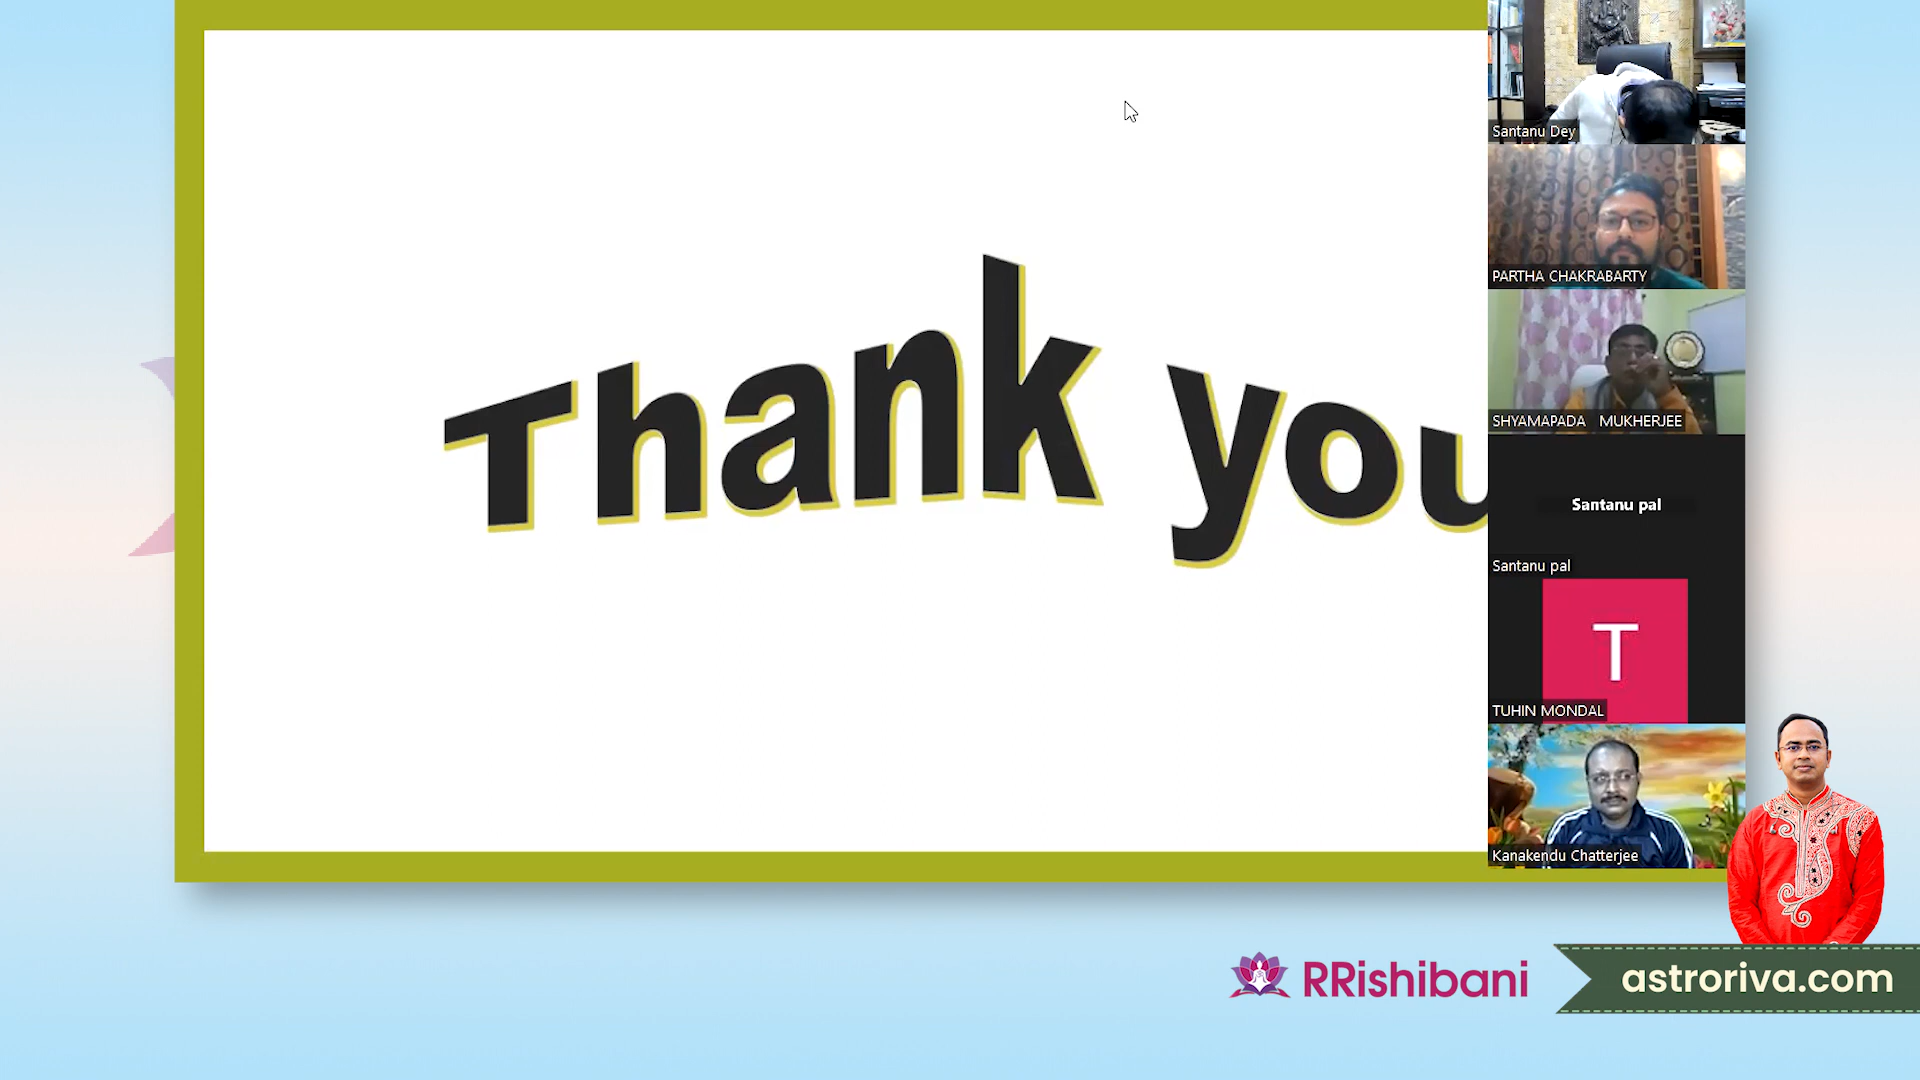 Thank you
Santanu Dey
PARTHA CHAKRABARTY
SHYAMAPADA MUKHERJEE
Santanu pal
Santanu pal
T
TUHIN MONDAL
Kanakendu Chatterjee
RRishibani
astroriva.com